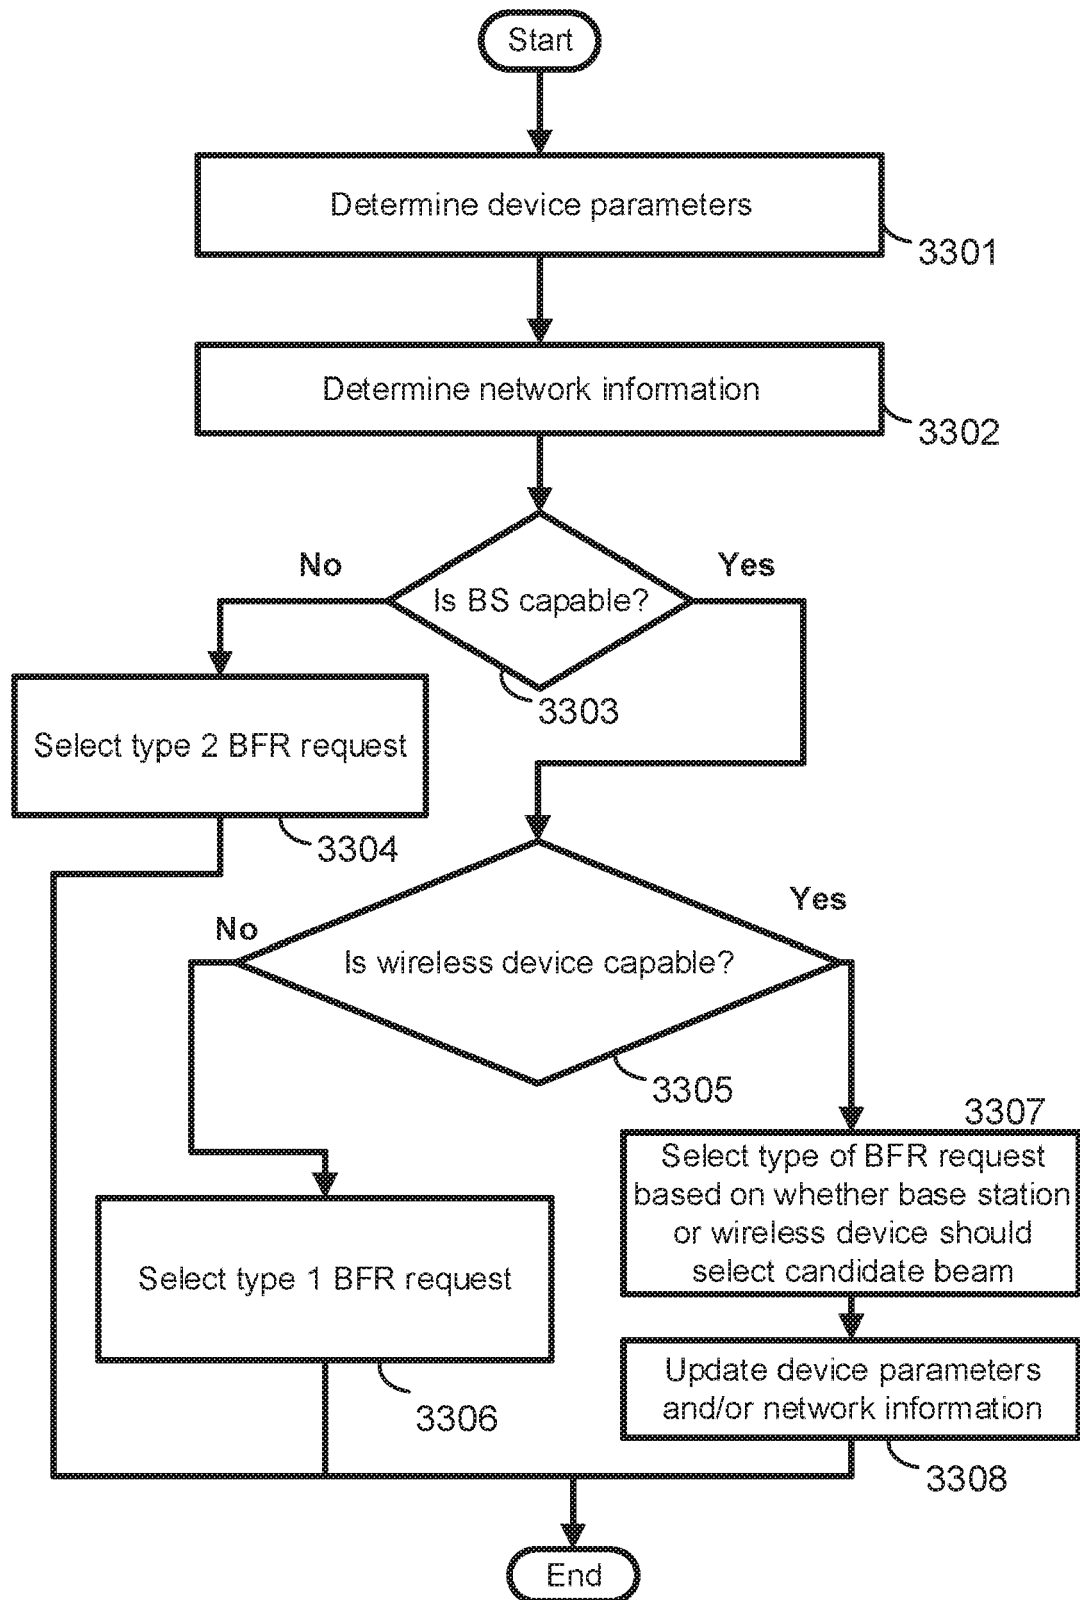 Start
Determine device parameters
3301
Determine network information
3302
No
Yes
Is BS capable?
3303
Select type 2 BFR request
3304
No
Yes
Is wireless device capable?
3305
3307
Select type of BFR request
based on whether base station
or wireless device should
select candidate beam
Select type 1 BFR request
3306
Update device parameters
and/or network information
3308
End